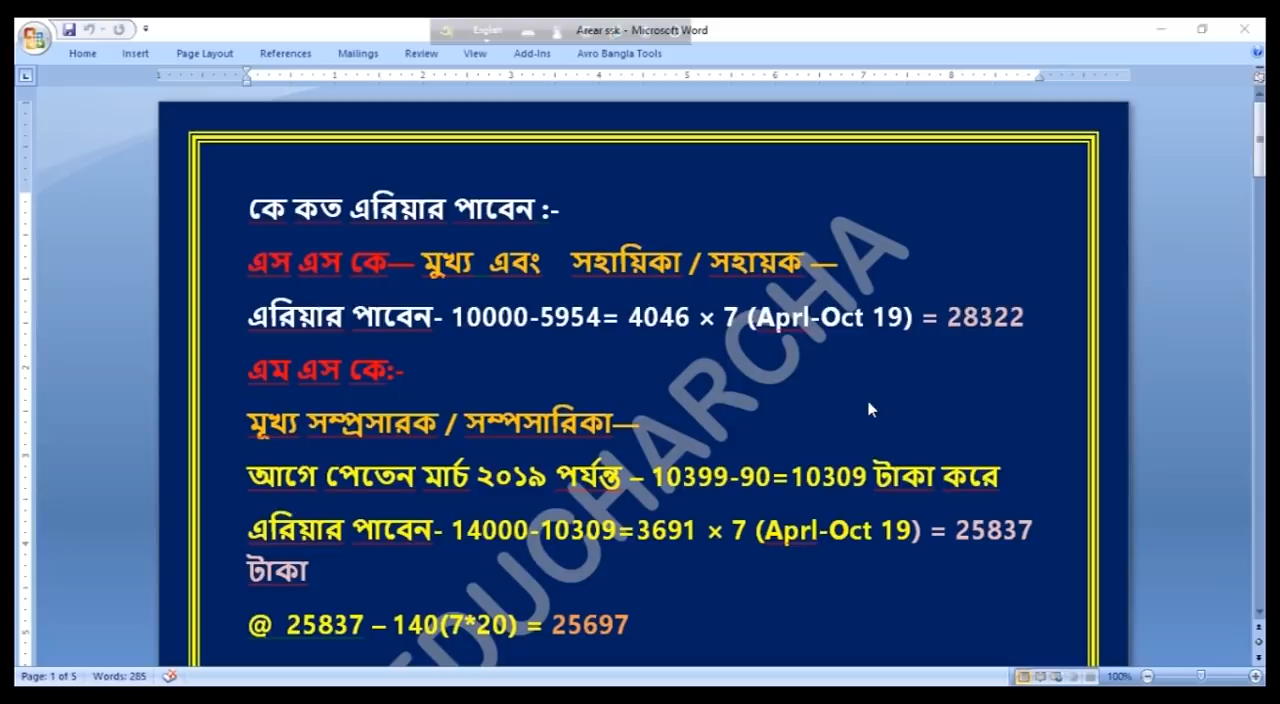 Arear ssk - Microsoft Word
Home Insert Page Layout References Mailings Review View Add-Ins Avro Bangla Tools
কে কত এরিয়ার পাবেন :-
এস এস কে— মুখ্য এবং সহায়িকা / সহায়ক —
এরিয়ার পাবেন- 10000-5954= 4046 × 7 (Aprl-Oct 19) = 28322
এম এস কে:-
মূখ্য সম্প্রসারক / সম্পসারিকা—
আগে পেতেন মার্চ ২০১৯ পর্যন্ত – 10399-90=10309 টাকা করে
এরিয়ার পাবেন- 14000-10309=3691 × 7 (Aprl-Oct 19) = 25837
টাকা
@ 25837 – 140(7*20) = 25697
EDUOHARCHA
Page: 1 of 5 Words: 285 100%